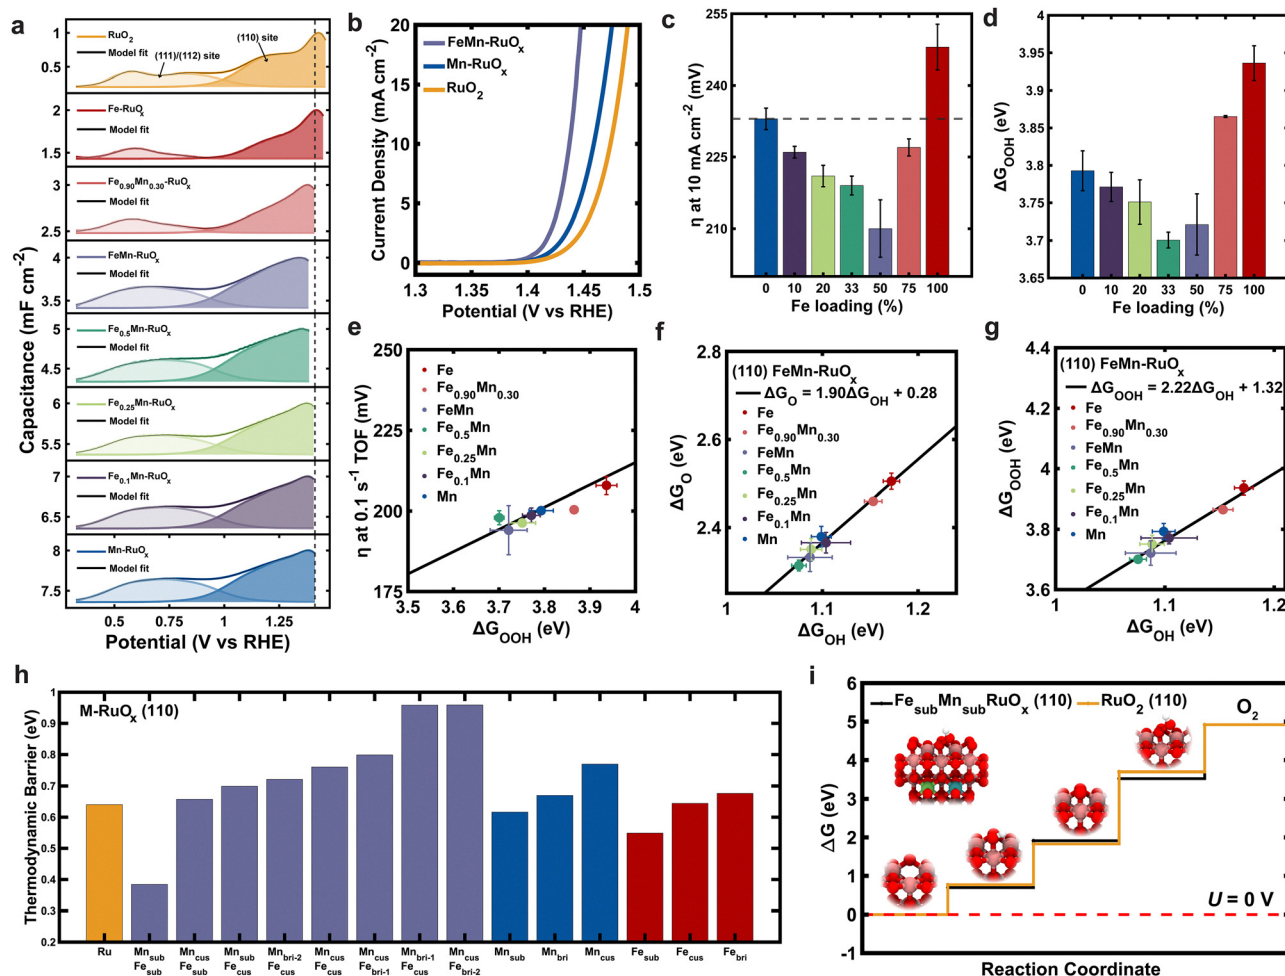 a
RuO2
Model fit
(111)/(112) site
(110) site
1
0.5
Fe-RuOx
Model fit
2
1.5
Fe0.90Mn0.30-RuOx
Model fit
3
2.5
FeMn-RuOx
Model fit
4
3.5
Fe0.5Mn-RuOx
Model fit
5
4.5
Fe0.25Mn-RuOx
Model fit
6
5.5
Fe0.1Mn-RuOx
Model fit
7
6.5
Mn-RuOx
Model fit
8
7.5
Capacitance (mF cm-2)
0.5 0.75 1 1.25
Potential (V vs RHE)
b
FeMn-RuOx
Mn-RuOx
RuO2
20
15
10
5
0
Current Density (mA cm-2)
1.3 1.35 1.4 1.45 1.5
Potential (V vs RHE)
c
255
240
225
210
η at 10 mA cm-2 (mV)
0 10 20 33 50 75 100
Fe loading (%)
d
4
3.95
3.9
3.85
3.8
3.75
3.7
3.65
ΔGOOH (eV)
0 10 20 33 50 75 100
Fe loading (%)
e
250
225
200
175
η at 0.1 s-1 TOF (mV)
Fe
Fe0.90Mn0.30
FeMn
Fe0.5Mn
Fe0.25Mn
Fe0.1Mn
Mn
3.5 3.6 3.7 3.8 3.9 4
ΔGOOH (eV)
f
(110) FeMn-RuOx
ΔGO = 1.90ΔGOH + 0.28
Fe
Fe0.90Mn0.30
FeMn
Fe0.5Mn
Fe0.25Mn
Fe0.1Mn
Mn
2.8
2.6
2.4
ΔGO (eV)
1 1.1 1.2
ΔGOH (eV)
g
(110) FeMn-RuOx
ΔGOOH = 2.22ΔGOH + 1.32
Fe
Fe0.90Mn0.30
FeMn
Fe0.5Mn
Fe0.25Mn
Fe0.1Mn
Mn
4.4
4.2
4
3.8
3.6
ΔGOOH (eV)
1 1.1 1.2
ΔGOH (eV)
h
M-RuOx (110)
1
0.9
0.8
0.7
0.6
0.5
0.4
0.3
0.2
Thermodynamic Barrier (eV)
Ru Mnsub Mncus Mnsub Mnbri-2 Mncus Mncus Mnbri-1 Mncus Mnsub Mnbri Mncus Fesub Fecus Febri
Fesub Fesub Fecus Fecus Fecus Febri-1 Fecus Febri-2
i
FesubMnsubRuOx (110)
RuO2 (110)
O2
U = 0 V
6
5
4
3
2
1
0
-1
ΔG (eV)
Reaction Coordinate